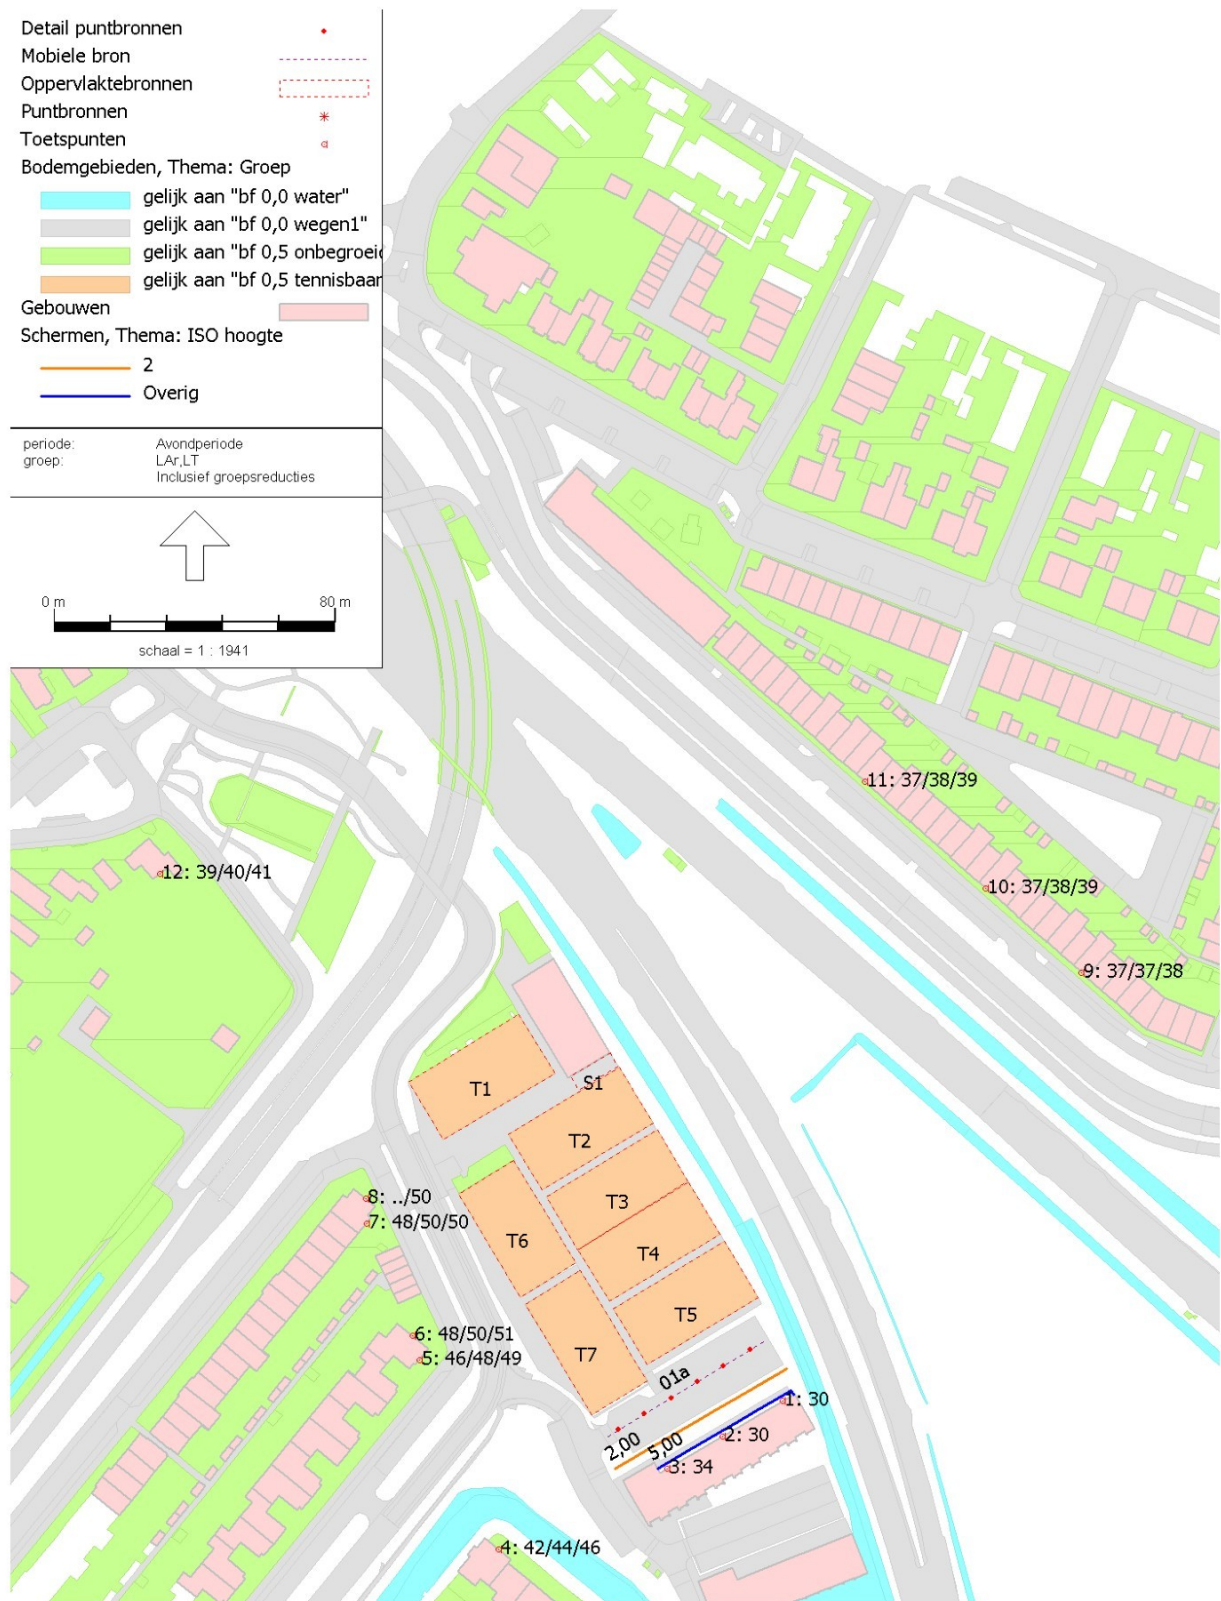 Detail puntbronnen
Mobiele bron
Oppervlaktebronnen
Puntbronnen
Toetspunten
Bodemgebieden, Thema: Groep
gelijk aan "bf 0,0 water"
gelijk aan "bf 0,0 wegen1"
gelijk aan "bf 0,5 onbegroeid
gelijk aan "bf 0,5 tennisbaan
Gebouwen
Schermen, Thema: ISO hoogte
2
Overig
periode: Avondperiode
groep: LAr,LT
Inclusief groepsreducties
0 m 80 m
schaal = 1 : 1941
11: 37/38/39
12: 39/40/41
10: 37/38/39
9: 37/37/38
S1
T1
T2
T3
8: ../50
7: 48/50/50
T6
T4
T5
6: 48/50/51
5: 46/48/49
T7
01a
1: 30
2: 30
2,00
5,00
3: 34
4: 42/44/46